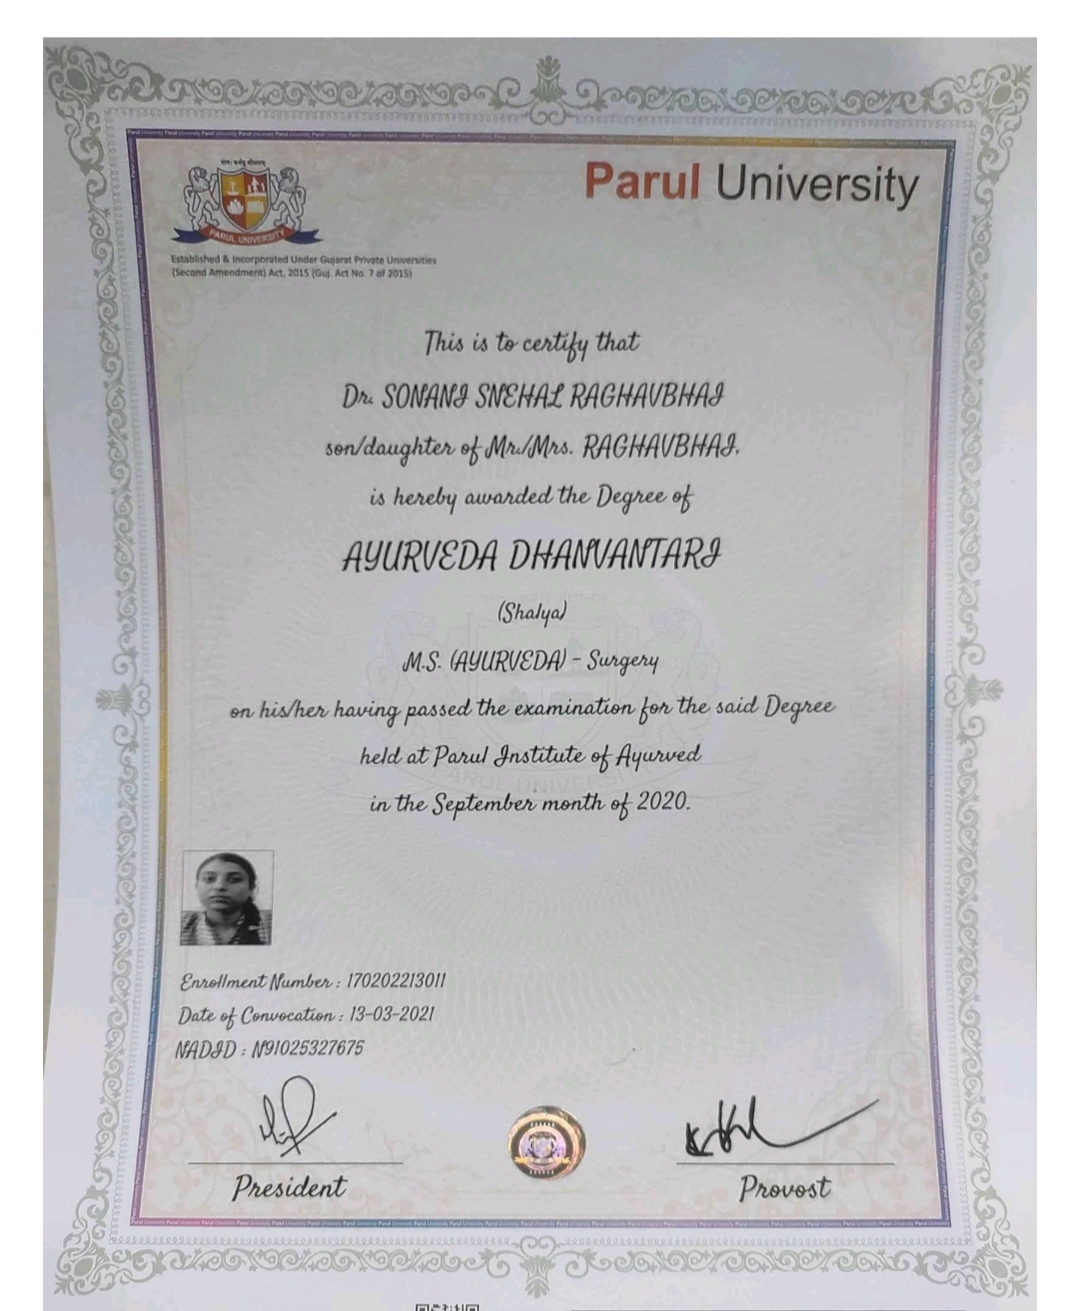 PARUL UNIVERSITY
Parul University
Established & Incorporated Under Gujarat Private Universities
(Second Amendment) Act, 2015 (Guj. Act No. 7 of 2015)
This is to certify that
Dr. SONANI SNEHAL RAGHAVBHAI
son/daughter of Mr./Mrs. RAGHAVBHAI.
is hereby awarded the Degree of
AYURVEDA DHANVANTARI
(Shalya)
M.S. (AYURVEDA) - Surgery
on his/her having passed the examination for the said Degree
held at Parul Institute of Ayurved
PARUL UNIVERSITY
in the September month of 2020.
Enrollment Number : 170202213011
Date of Convocation : 13-03-2021
NADID : N91025327675
President
Provost